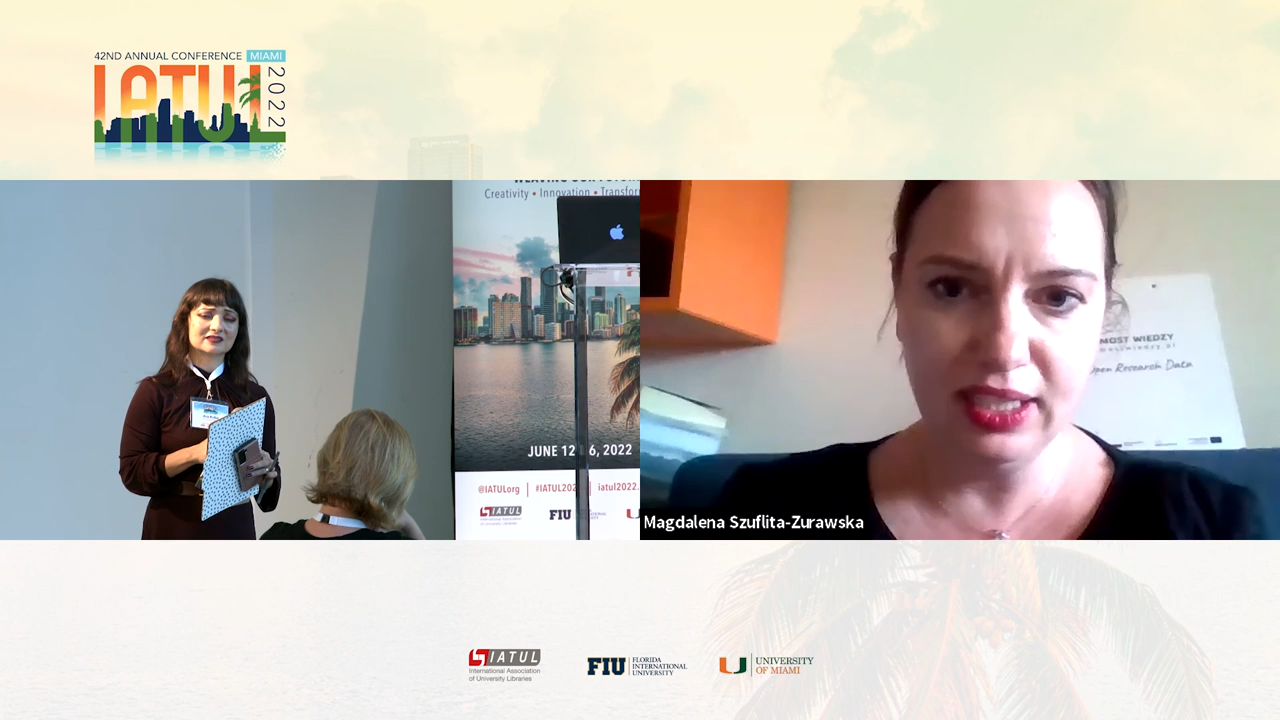 42ND ANNUAL CONFERENCE MIAMI
IATUL 2022
Creativity • Innovation • Transfor
JUNE 12 6, 2022
@IATULorg | #IATUL202 | iatul2022.
IATUL
FIU
U
MOST WIEDZY
mostwiedzy.pl
Open Research Data
Magdalena Szuflita-Zurawska
IATUL
International Association
of University Libraries
FIU FLORIDA
INTERNATIONAL
UNIVERSITY
U UNIVERSITY
OF MIAMI